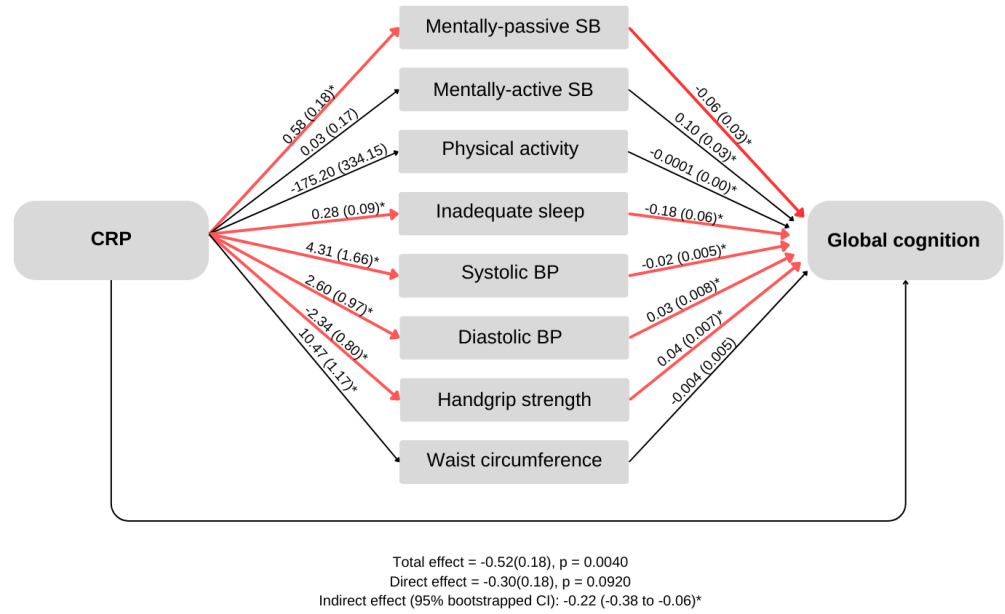 Mentally-passive SB
Mentally-active SB
Physical activity
Inadequate sleep
Systolic BP
Diastolic BP
Handgrip strength
Waist circumference
CRP
Global cognition
0.58 (0.18)*
0.03 (0.17)
-175.20 (334.15)
0.28 (0.09)*
4.31 (1.66)*
2.60 (0.97)*
-2.34 (0.80)*
10.47 (1.17)*
-0.06 (0.03)*
0.10 (0.03)*
-0.0001 (0.00)*
-0.18 (0.06)*
-0.02 (0.005)*
0.03 (0.008)*
0.04 (0.007)*
-0.004 (0.005)
Total effect = -0.52(0.18), p = 0.0040
Direct effect = -0.30(0.18), p = 0.0920
Indirect effect (95% bootstrapped CI): -0.22 (-0.38 to -0.06)*